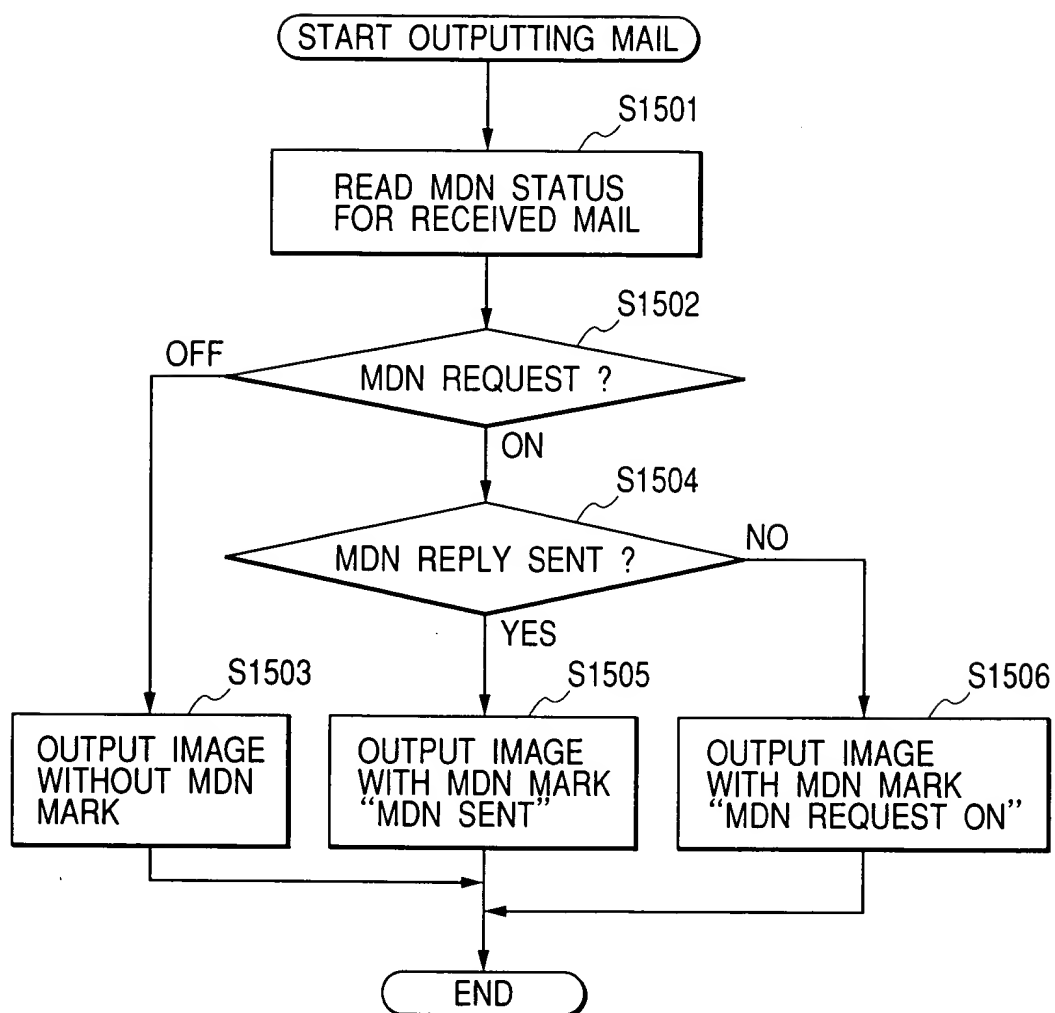 START OUTPUTTING MAIL
S1501
READ MDN STATUS
FOR RECEIVED MAIL
S1502
OFF
MDN REQUEST ?
ON
S1504
MDN REPLY SENT ?
NO
YES
S1503
S1505
S1506
OUTPUT IMAGE
WITHOUT MDN
MARK
OUTPUT IMAGE
WITH MDN MARK
“MDN SENT”
OUTPUT IMAGE
WITH MDN MARK
“MDN REQUEST ON”
END